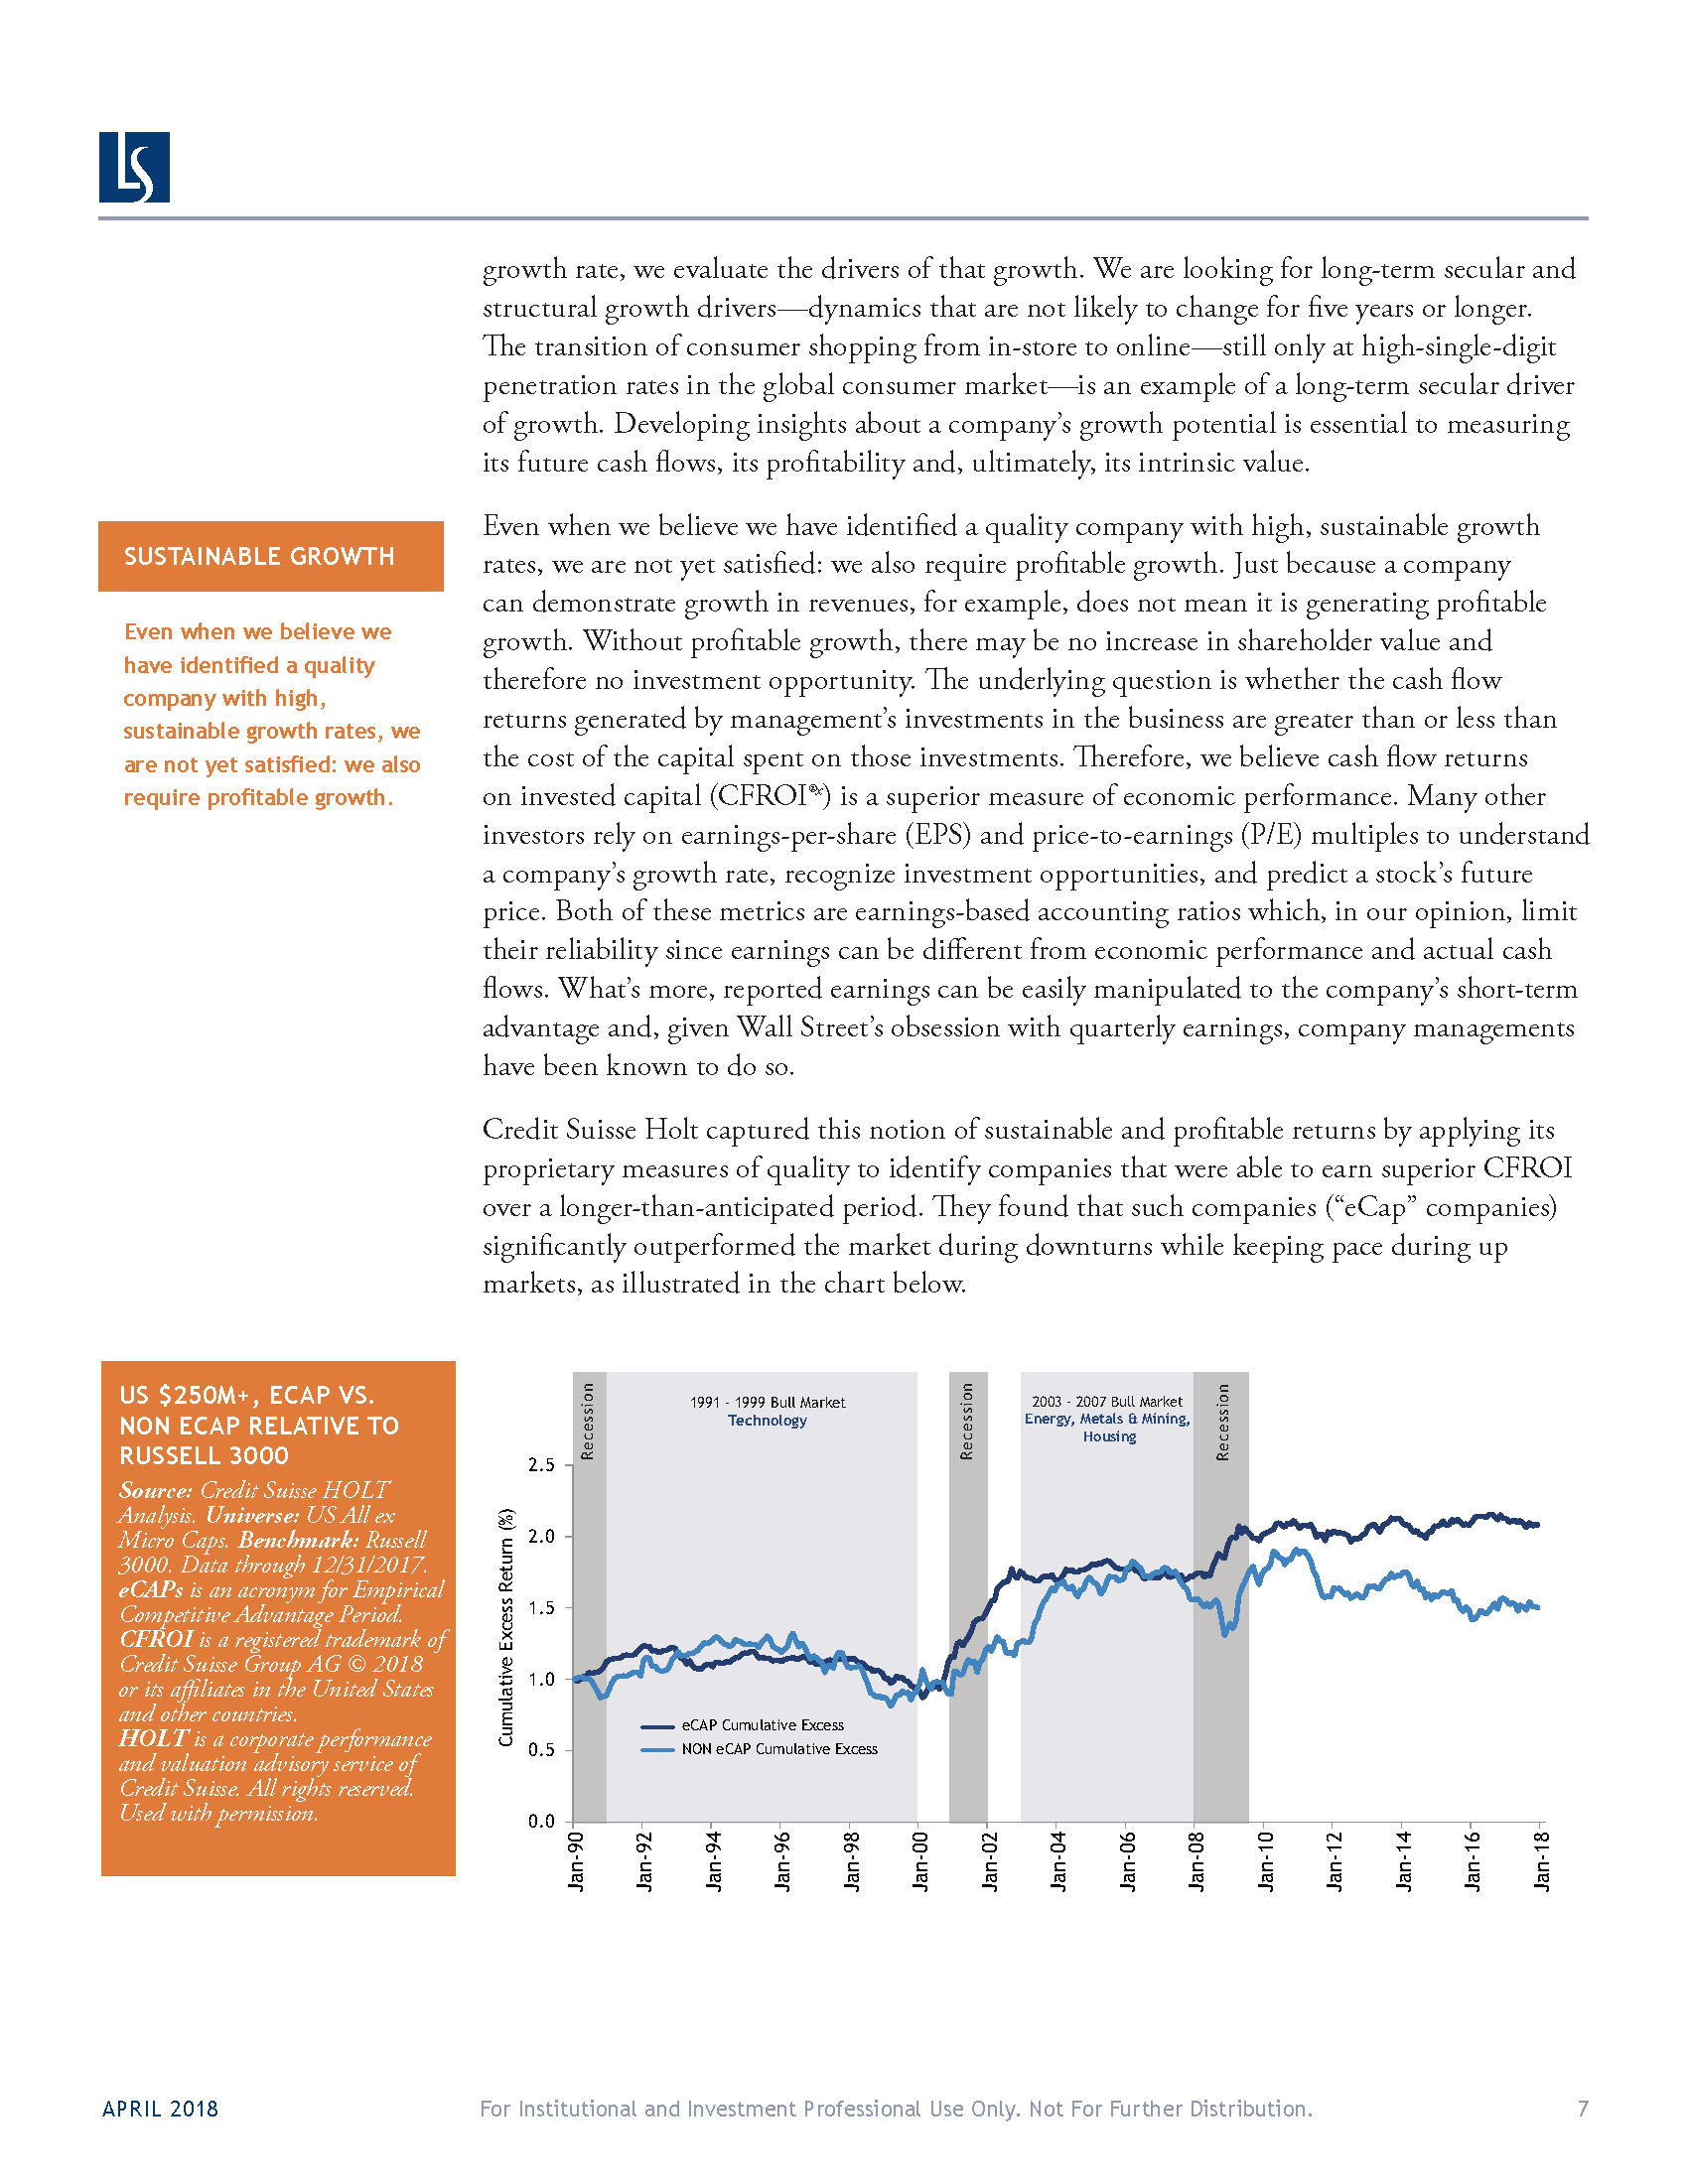 LS
growth rate, we evaluate the drivers of that growth. We are looking for long-term secular and
structural growth drivers—dynamics that are not likely to change for five years or longer.
The transition of consumer shopping from in-store to online—still only at high-single-digit
penetration rates in the global consumer market—is an example of a long-term secular driver
of growth. Developing insights about a company’s growth potential is essential to measuring
its future cash flows, its profitability and, ultimately, its intrinsic value.
SUSTAINABLE GROWTH
Even when we believe we
have identified a quality
company with high,
sustainable growth rates, we
are not yet satisfied: we also
require profitable growth.
Even when we believe we have identified a quality company with high, sustainable growth
rates, we are not yet satisfied: we also require profitable growth. Just because a company
can demonstrate growth in revenues, for example, does not mean it is generating profitable
growth. Without profitable growth, there may be no increase in shareholder value and
therefore no investment opportunity. The underlying question is whether the cash flow
returns generated by management’s investments in the business are greater than or less than
the cost of the capital spent on those investments. Therefore, we believe cash flow returns
on invested capital (CFROI®x) is a superior measure of economic performance. Many other
investors rely on earnings-per-share (EPS) and price-to-earnings (P/E) multiples to understand
a company’s growth rate, recognize investment opportunities, and predict a stock’s future
price. Both of these metrics are earnings-based accounting ratios which, in our opinion, limit
their reliability since earnings can be different from economic performance and actual cash
flows. What’s more, reported earnings can be easily manipulated to the company’s short-term
advantage and, given Wall Street’s obsession with quarterly earnings, company managements
have been known to do so.
Credit Suisse Holt captured this notion of sustainable and profitable returns by applying its
proprietary measures of quality to identify companies that were able to earn superior CFROI
over a longer-than-anticipated period. They found that such companies (“eCap” companies)
significantly outperformed the market during downturns while keeping pace during up
markets, as illustrated in the chart below.
US $250M+, ECAP VS.
NON ECAP RELATIVE TO
RUSSELL 3000
Source: Credit Suisse HOLT
Analysis. Universe: US All ex
Micro Caps. Benchmark: Russell
3000. Data through 12/31/2017.
eCAPs is an acronym for Empirical
Competitive Advantage Period.
CFROI is a registered trademark of
Credit Suisse Group AG © 2018
or its affiliates in the United States
and other countries.
HOLT is a corporate performance
and valuation advisory service of
Credit Suisse. All rights reserved.
Used with permission.
Recession
1991 - 1999 Bull Market
Technology
Recession
2003 - 2007 Bull Market
Energy, Metals & Mining,
Housing
Recession
Cumulative Excess Return (%)
2.5
2.0
1.5
1.0
0.5
0.0
eCAP Cumulative Excess
NON eCAP Cumulative Excess
Jan-90
Jan-92
Jan-94
Jan-96
Jan-98
Jan-00
Jan-02
Jan-04
Jan-06
Jan-08
Jan-10
Jan-12
Jan-14
Jan-16
Jan-18
APRIL 2018
For Institutional and Investment Professional Use Only. Not For Further Distribution.
7